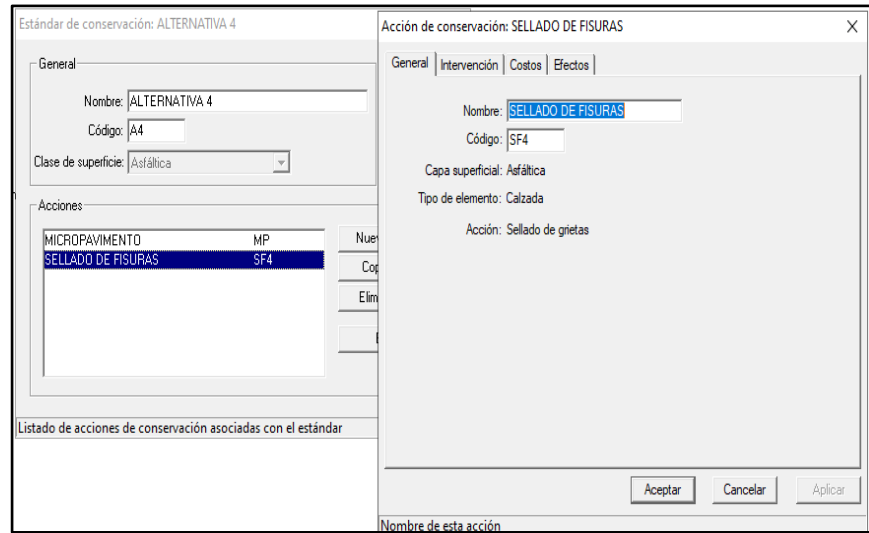 Estándar de conservación: ALTERNATIVA 4
General
Nombre: ALTERNATIVA 4
Código: A4
Clase de superficie: Asfáltica
Acciones
MICROPAVIMENTO MP
SELLADO DE FISURAS SF4
Listado de acciones de conservación asociadas con el estándar
Acción de conservación: SELLADO DE FISURAS X
General Intervención Costos Efectos
Nombre: SELLADO DE FISURAS
Código: SF4
Capa superficial: Asfáltica
Tipo de elemento: Calzada
Acción: Sellado de grietas
Aceptar Cancelar Aplicar
Nombre de esta acción